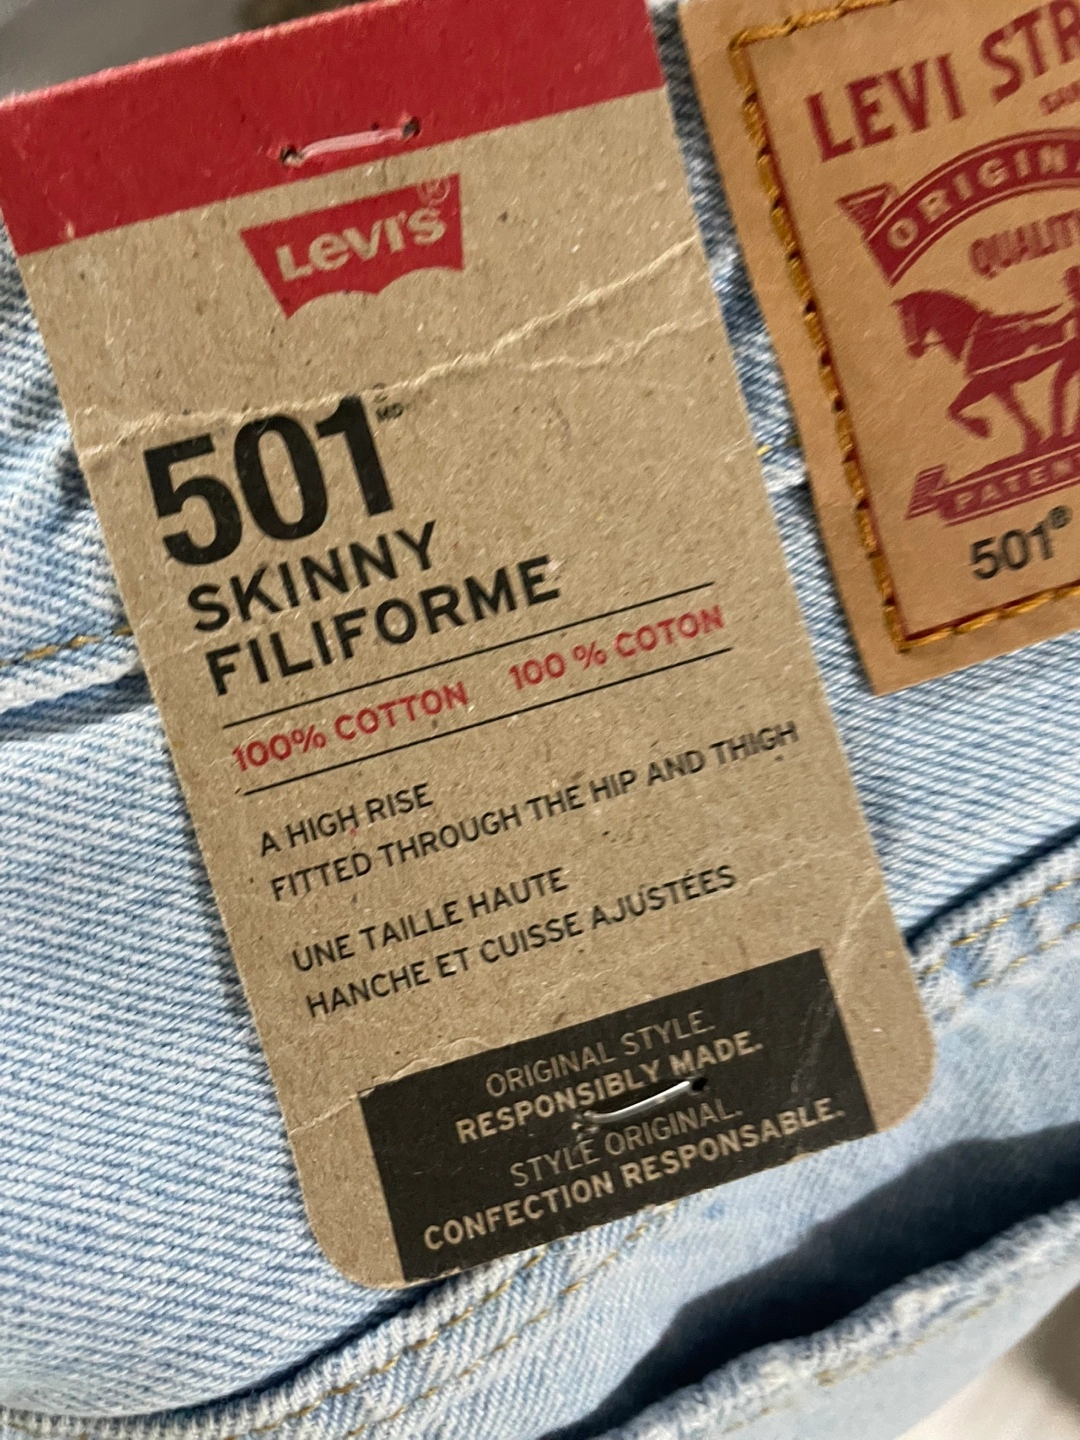 LEVI'S®
501® MD
SKINNY
FILIFORME
100% COTTON 100 % COTON
A HIGH RISE
FITTED THROUGH THE HIP AND THIGH
UNE TAILLE HAUTE
HANCHE ET CUISSE AJUSTÉES
ORIGINAL STYLE.
RESPONSIBLY MADE.
STYLE ORIGINAL.
CONFECTION RESPONSABLE.
LEVI STR
ORIGIN
QUALITY
PATEN
501®